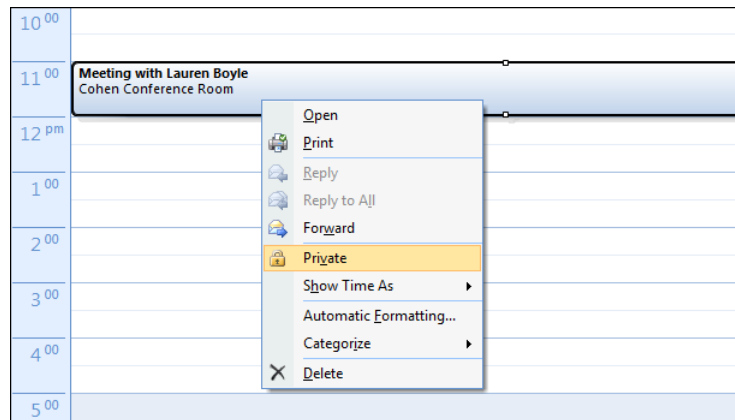 10 00
11 00
Meeting with Lauren Boyle
Cohen Conference Room
Open
12 pm
Print
Reply
1 00
Reply to All
Forward
2 00
Private
Show Time As
3 00
Automatic Formatting...
Categorize
4 00
Delete
5 00